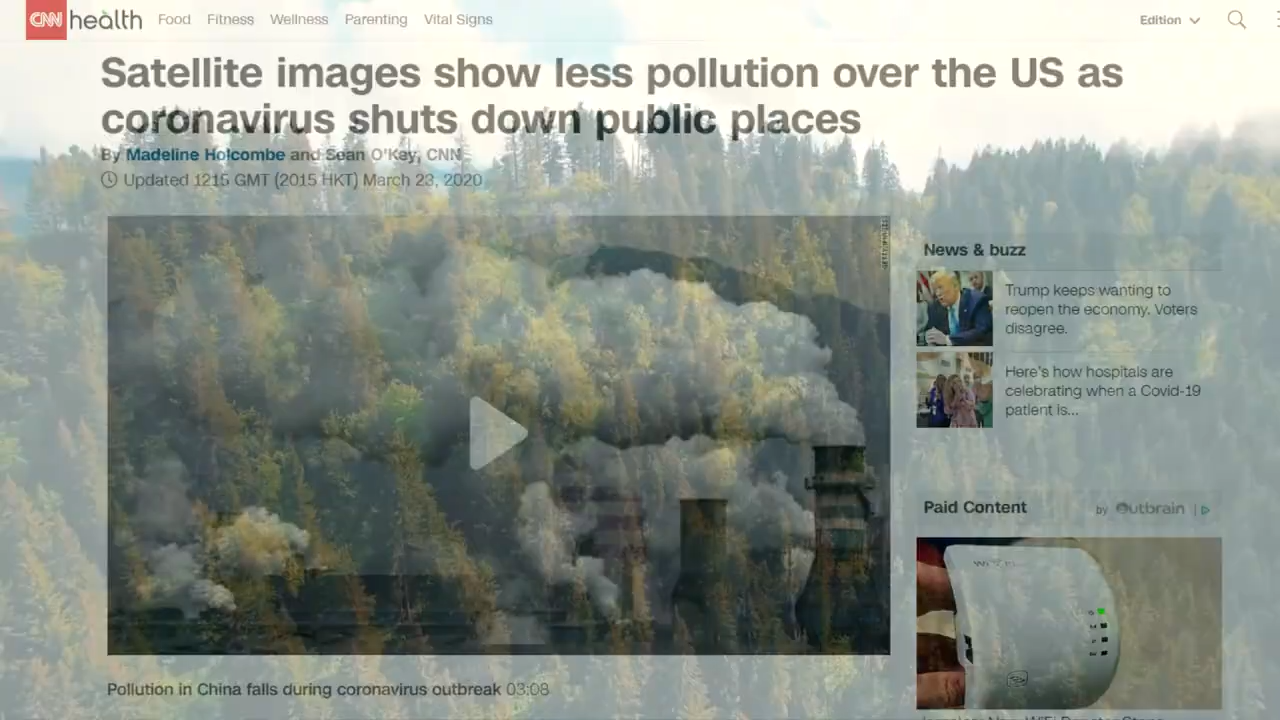 CNN health Food Fitness Wellness Parenting Vital Signs Edition
Satellite images show less pollution over the US as
coronavirus shuts down public places
By Madeline Holcombe and Sean O'Key, CNN
Updated 1215 GMT (2015 HKT) March 23, 2020
News & buzz
Trump keeps wanting to
reopen the economy. Voters
disagree.
Here's how hospitals are
celebrating when a Covid-19
patient is...
Paid Content by Outbrain
Pollution in China falls during coronavirus outbreak 03:08